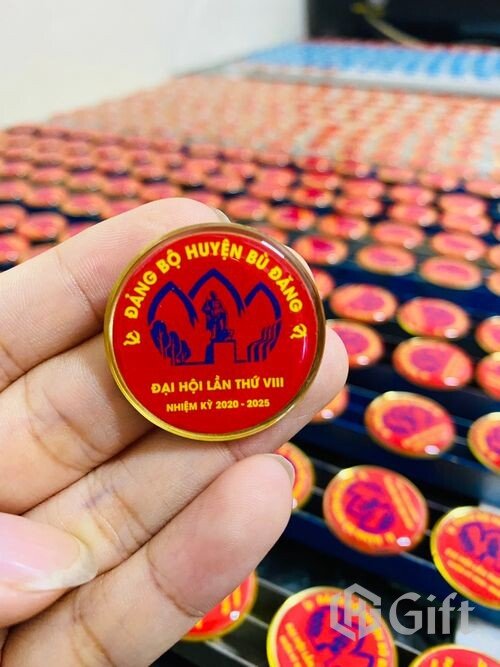 ĐẢNG BỘ HUYỆN BÙ ĐĂNG
ĐẠI HỘI LẦN THỨ VIII
NHIỆM KỲ 2020 - 2025
Gift